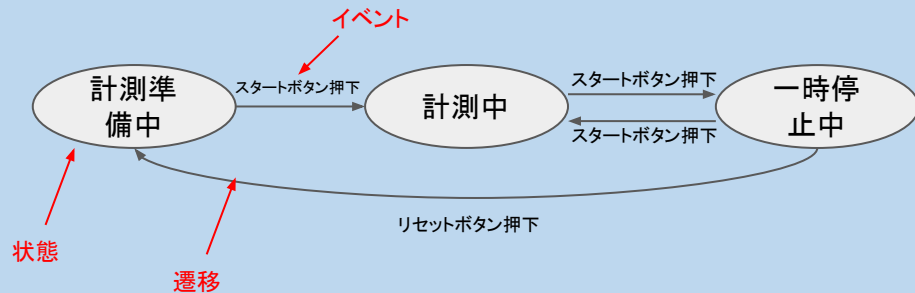 イベント
計測準
備中
スタートボタン押下
計測中
スタートボタン押下
スタートボタン押下
一時停
止中
リセットボタン押下
状態
遷移